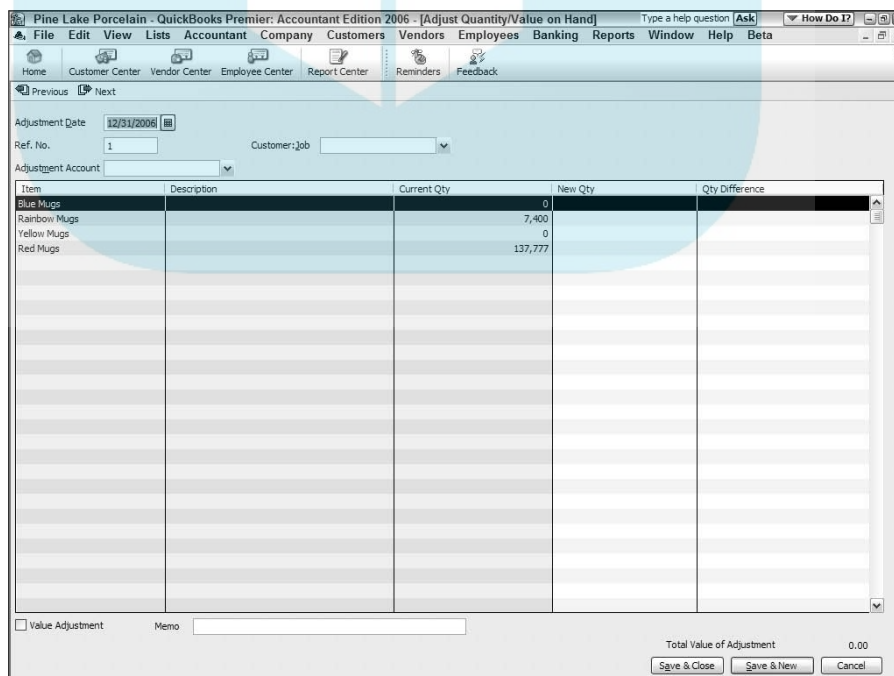 Pine Lake Porcelain - QuickBooks Premier: Accountant Edition 2006 - [Adjust Quantity/Value on Hand]
Type a help question Ask
How Do I?
File Edit View Lists Accountant Company Customers Vendors Employees Banking Reports Window Help Beta
Home Customer Center Vendor Center Employee Center Report Center Reminders Feedback
Previous Next
Adjustment Date 12/31/2006
Ref. No. 1 Customer:Job
Adjustment Account
Item Description Current Qty New Qty Qty Difference
Blue Mugs 0
Rainbow Mugs 7,400
Yellow Mugs 0
Red Mugs 137,777
Value Adjustment Memo
Total Value of Adjustment 0.00
Save & Close Save & New Cancel